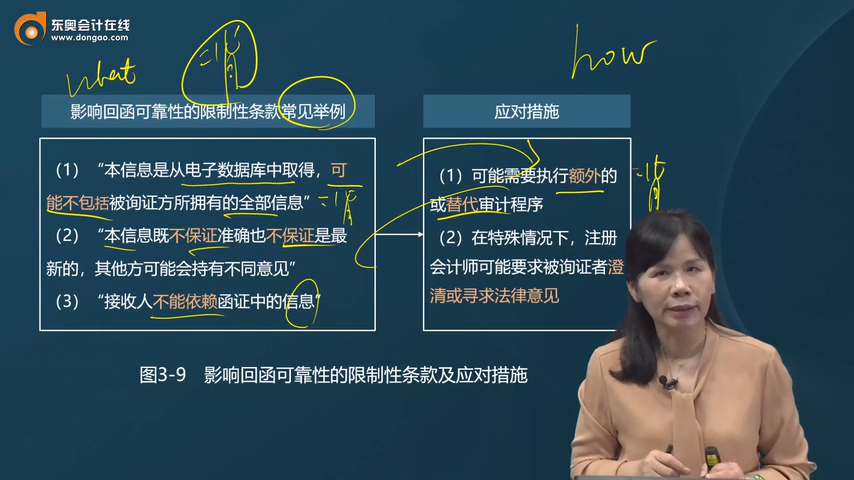 东奥会计在线
www.dongao.com
what
how
影响回函可靠性的限制性条款常见举例
应对措施
（1）“本信息是从电子数据库中取得，可
能不包括被询证方所拥有的全部信息”
（2）“本信息既不保证准确也不保证是最
新的，其他方可能会持有不同意见”
（3）“接收人不能依赖函证中的信息”
（1）可能需要执行额外的
或替代审计程序
（2）在特殊情况下，注册
会计师可能要求被询证者澄
清或寻求法律意见
图3-9 影响回函可靠性的限制性条款及应对措施